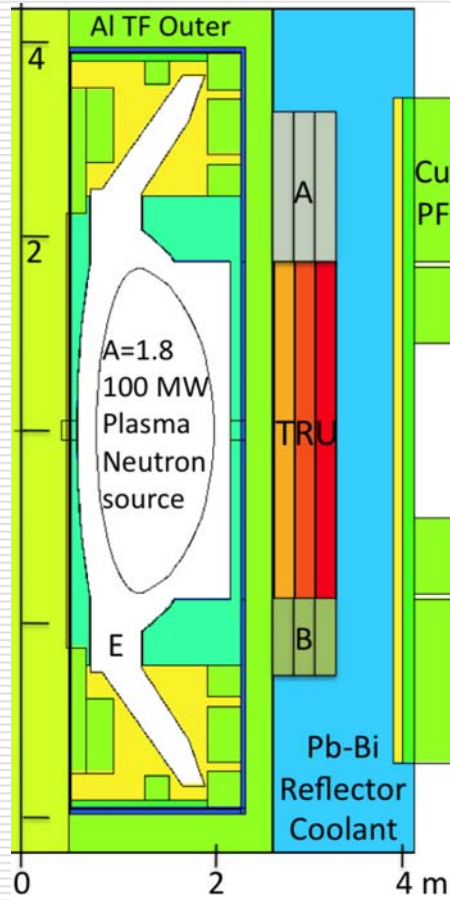 Al TF Outer
4
Cu
PF
A
2
A=1.8
100 MW
Plasma
Neutron
source
TRU
E
B
Pb-Bi
Reflector
Coolant
0
2
4 m